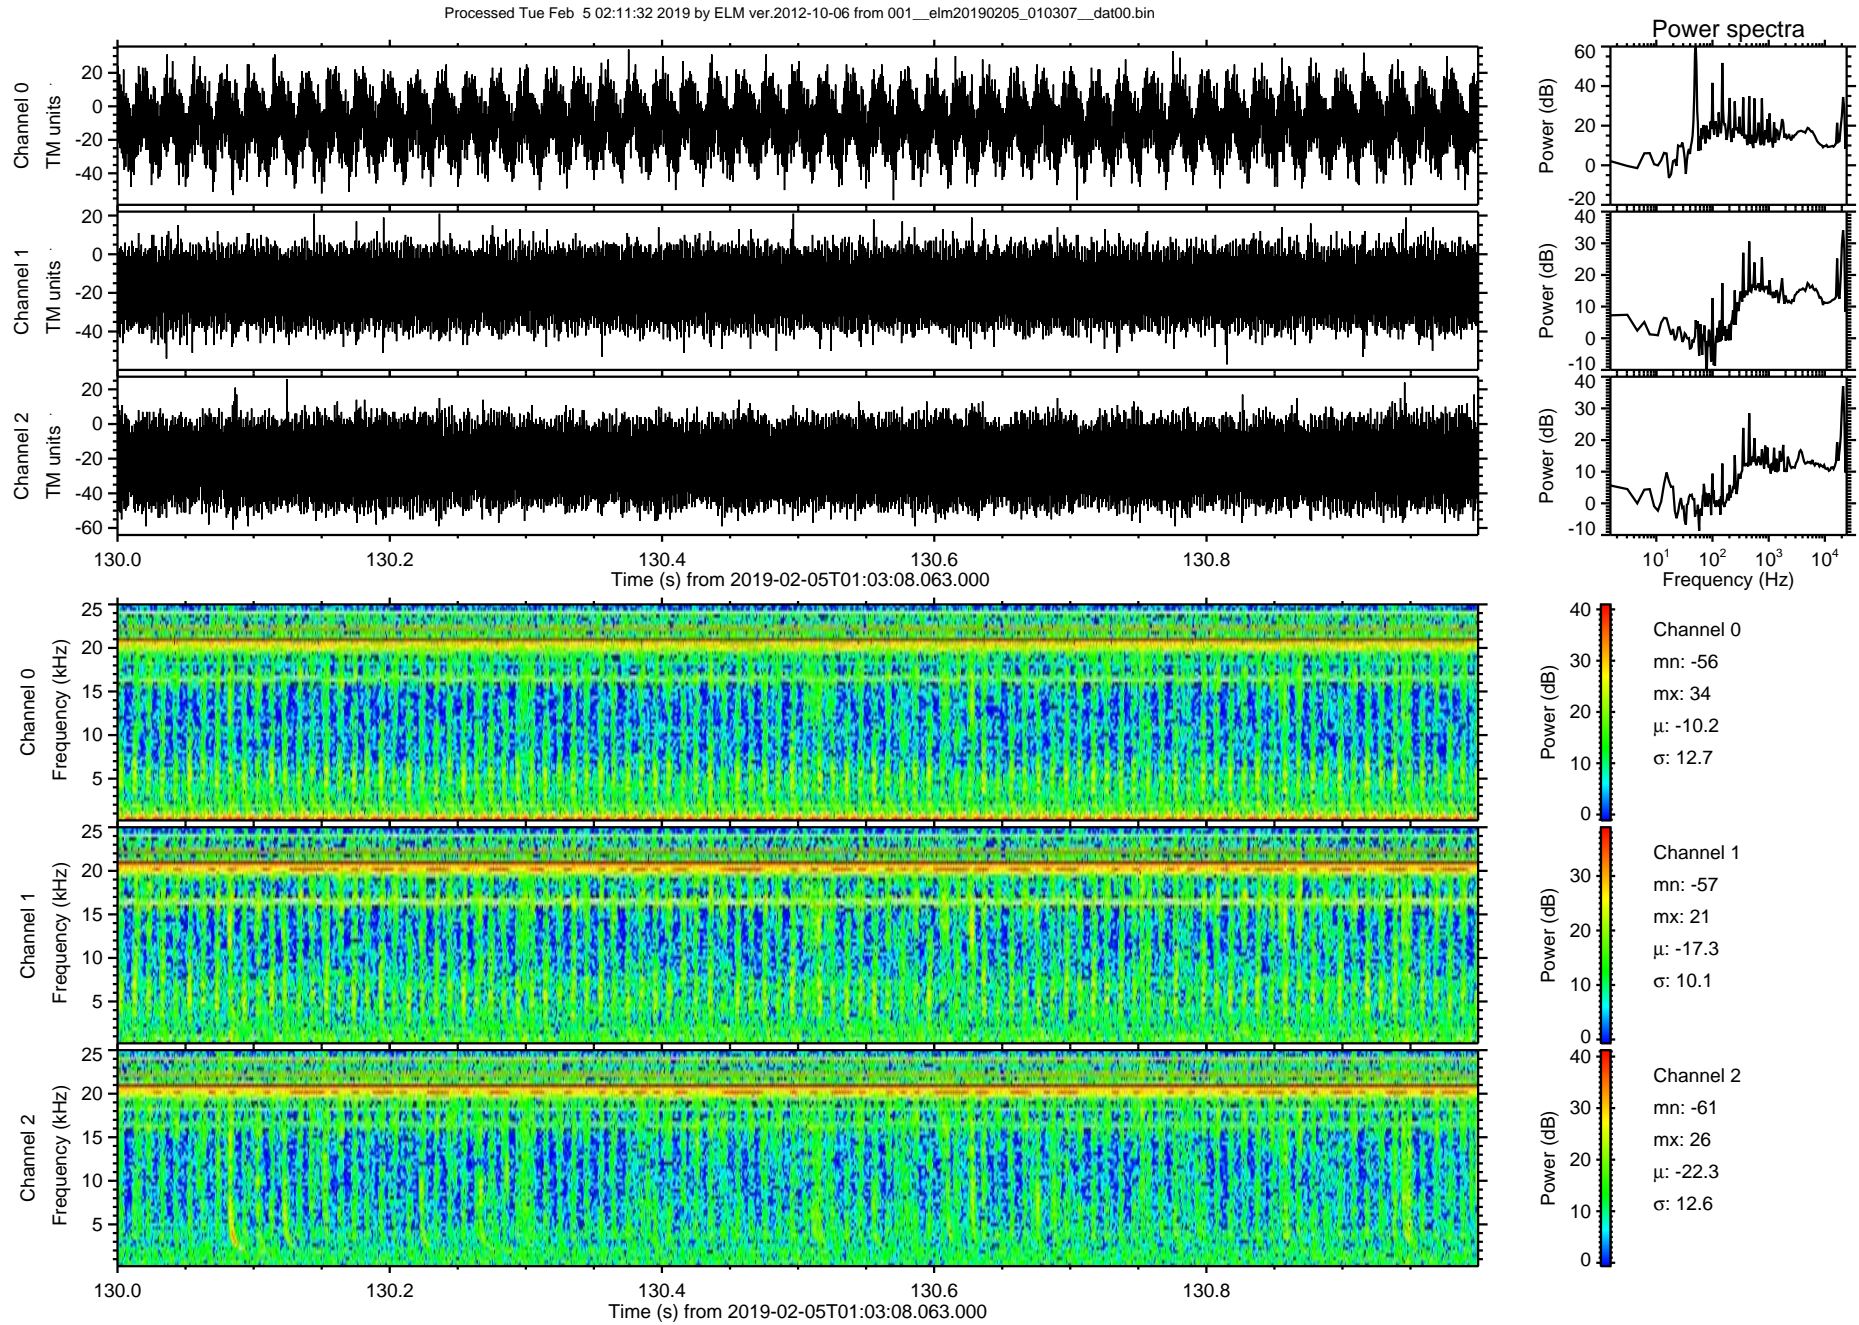 Processed Tue Feb  5 02:11:32 2019 by ELM ver.2012-10-06 from 001__elm20190205_010307__dat00.bin
Power spectra
Channel 0
TM units
20
0
-20
-40
Power (dB)
60
40
20
0
-20
Channel 1
TM units
20
0
-20
-40
Power (dB)
40
30
20
10
0
-10
Channel 2
TM units
20
0
-20
-40
-60
Power (dB)
40
30
20
10
0
-10
130.0 130.2 130.4 130.6 130.8
Time (s) from 2019-02-05T01:03:08.063.000
10^1 10^2 10^3 10^4
Frequency (Hz)
Channel 0
Frequency (kHz)
25
20
15
10
5
Power (dB)
40
30
20
10
0
Channel 0
mn: -56
mx: 34
µ: -10.2
σ: 12.7
Channel 1
Frequency (kHz)
25
20
15
10
5
Power (dB)
30
20
10
0
Channel 1
mn: -57
mx: 21
µ: -17.3
σ: 10.1
Channel 2
Frequency (kHz)
25
20
15
10
5
Power (dB)
40
30
20
10
0
Channel 2
mn: -61
mx: 26
µ: -22.3
σ: 12.6
130.0 130.2 130.4 130.6 130.8
Time (s) from 2019-02-05T01:03:08.063.000